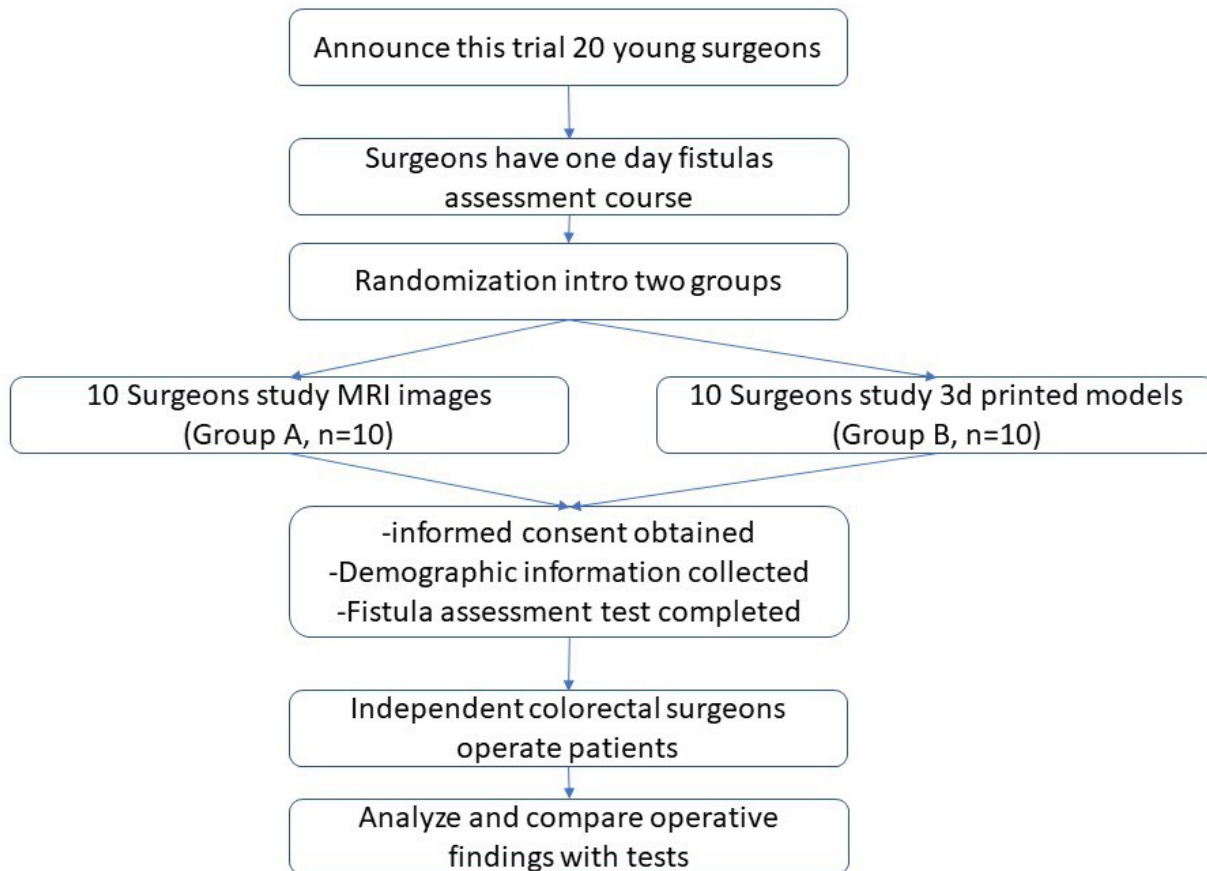 Announce this trial 20 young surgeons
Surgeons have one day fistulas
assessment course
Randomization intro two groups
10 Surgeons study MRI images
(Group A, n=10)
10 Surgeons study 3d printed models
(Group B, n=10)
-informed consent obtained
-Demographic information collected
-Fistula assessment test completed
Independent colorectal surgeons
operate patients
Analyze and compare operative
findings with tests